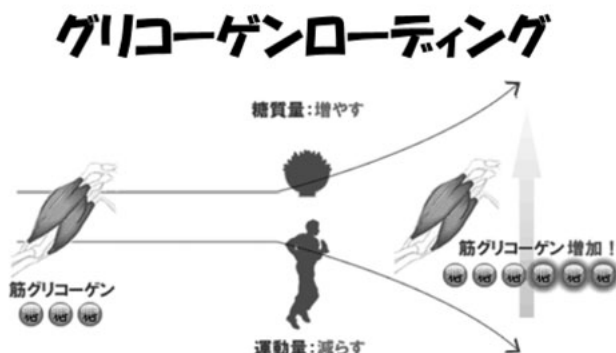 グリコーゲンローディング
糖質量:増やす
筋グリコーゲン
筋グリコーゲン 増加!
運動量:減らす